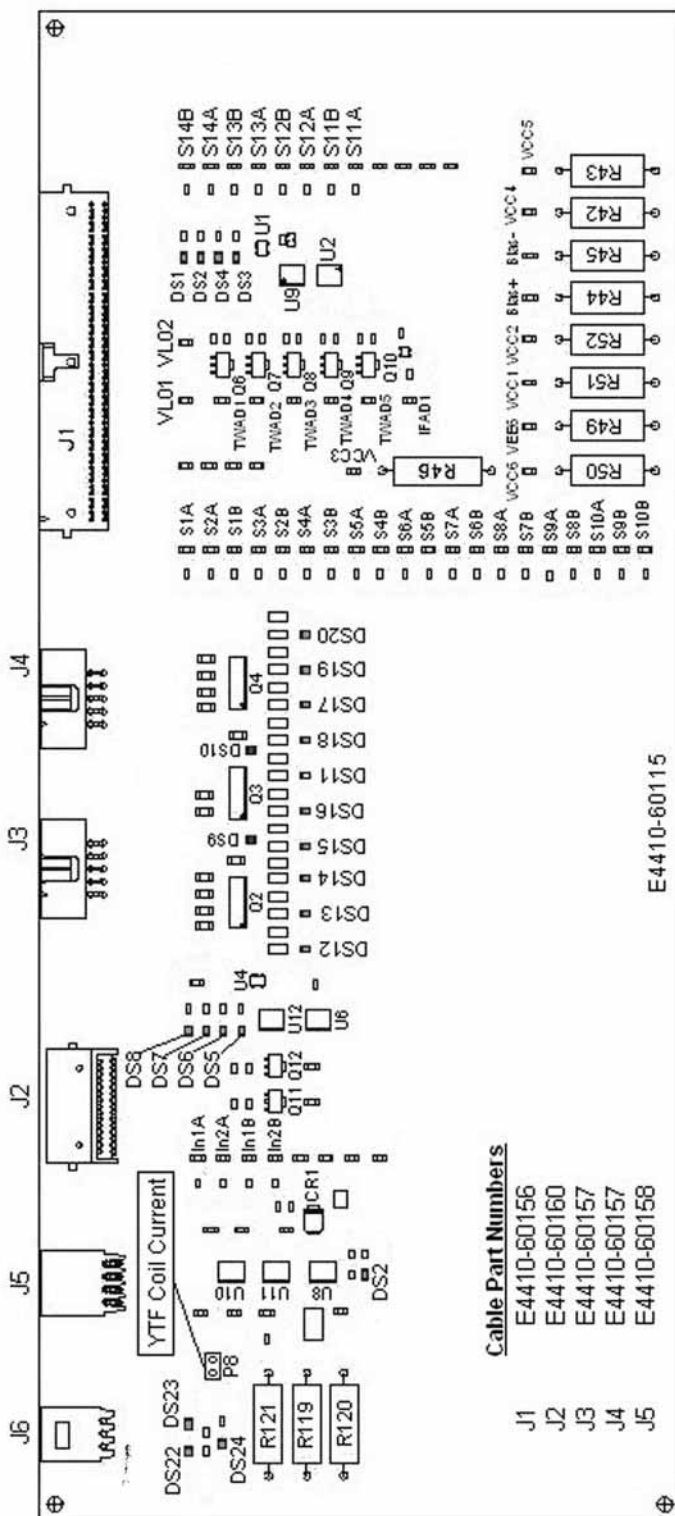 J6
J5
J2
J3
J4
J1
YTF Coil Current
DS22
DS23
DS24
P8
R121
R119
R120
U11
U8
DS2
CR1
In1A
In2A
In1B
In2B
Q11
Q12
DS8
DS7
DS6
DS5
U4
U12
U6
Q2
DS9
Q3
DS10
Q4
DS12
DS13
DS14
DS15
DS16
DS11
DS18
DS17
DS19
DS20
S1A
S2A
S1B
S3A
S2B
S4A
S3B
S5A
S4B
S6A
S5B
S7A
S6B
S8A
S7B
S9A
S8B
S10A
S9B
S10B
VL01
VL02
TWAD1
Q6
TWAD2
Q7
TWAD3
Q8
TWAD4
Q9
TWAD5
Q10
IFAD1
VCC3
R46
DS1
DS2
DS4
DS3
U1
U9
U2
S14B
S14A
S13B
S13A
S12B
S12A
S11B
S11A
VCC6
VEE6
VCC1
VCC2
Bias+
Bias-
VCC4
VCC5
R50
R49
R51
R52
R44
R45
R42
R43
Cable Part Numbers
J1 E4410-60156
J2 E4410-60160
J3 E4410-60157
J4 E4410-60157
J5 E4410-60158
E4410-60115